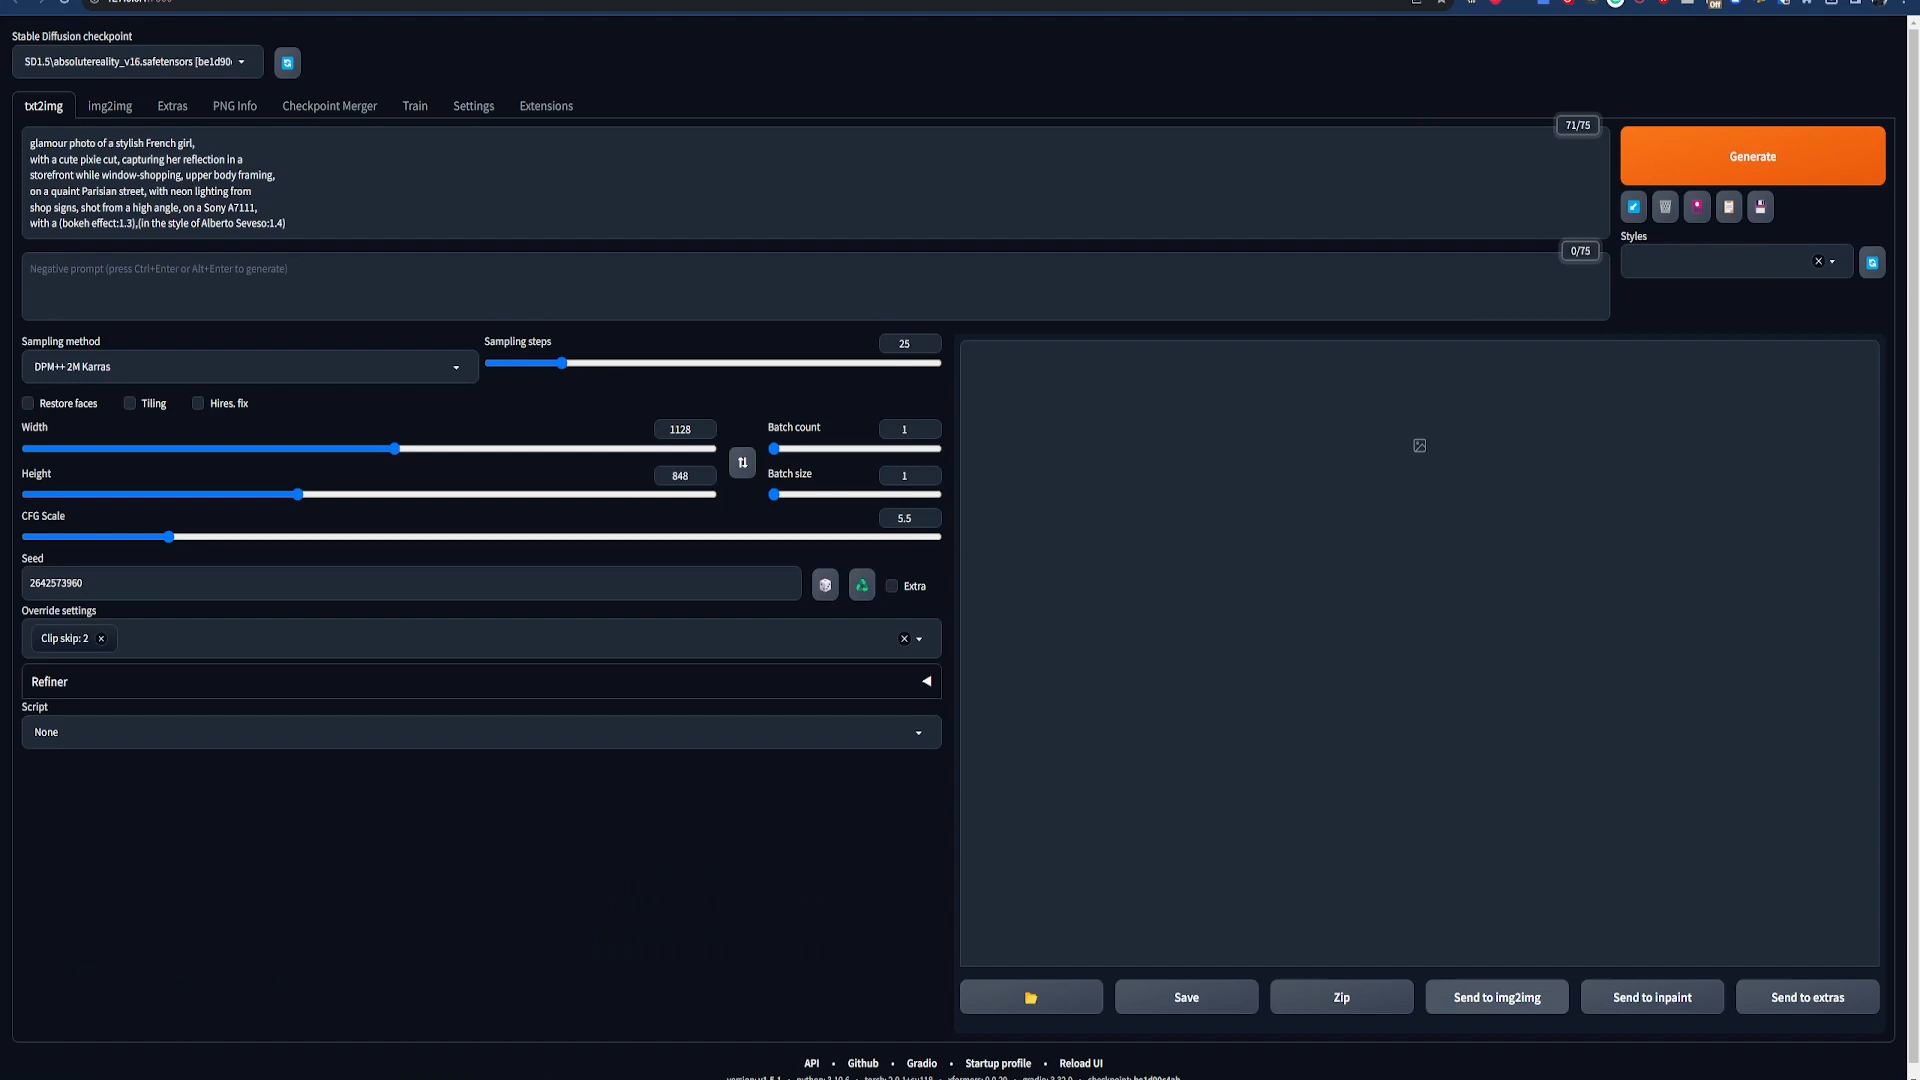 Stable Diffusion checkpoint
SD1.5\absolutereality_v16.safetensors [be1d90
txt2img img2img Extras PNG Info Checkpoint Merger Train Settings Extensions
71/75
glamour photo of a stylish French girl,
with a cute pixie cut, capturing her reflection in a
storefront while window-shopping, upper body framing,
on a quaint Parisian street, with neon lighting from
shop signs, shot from a high angle, on a Sony A7111,
with a (bokeh effect:1.3),(in the style of Alberto Seveso:1.4)
Generate
Styles
0/75
Negative prompt (press Ctrl+Enter or Alt+Enter to generate)
Sampling method
DPM++ 2M Karras
Sampling steps
25
Restore faces Tiling Hires. fix
Width
1128
Batch count
1
Height
848
Batch size
1
CFG Scale
5.5
Seed
2642573960
Extra
Override settings
Clip skip: 2
Refiner
Script
None
Save Zip Send to img2img Send to inpaint Send to extras
API • Github • Gradio • Startup profile • Reload UI